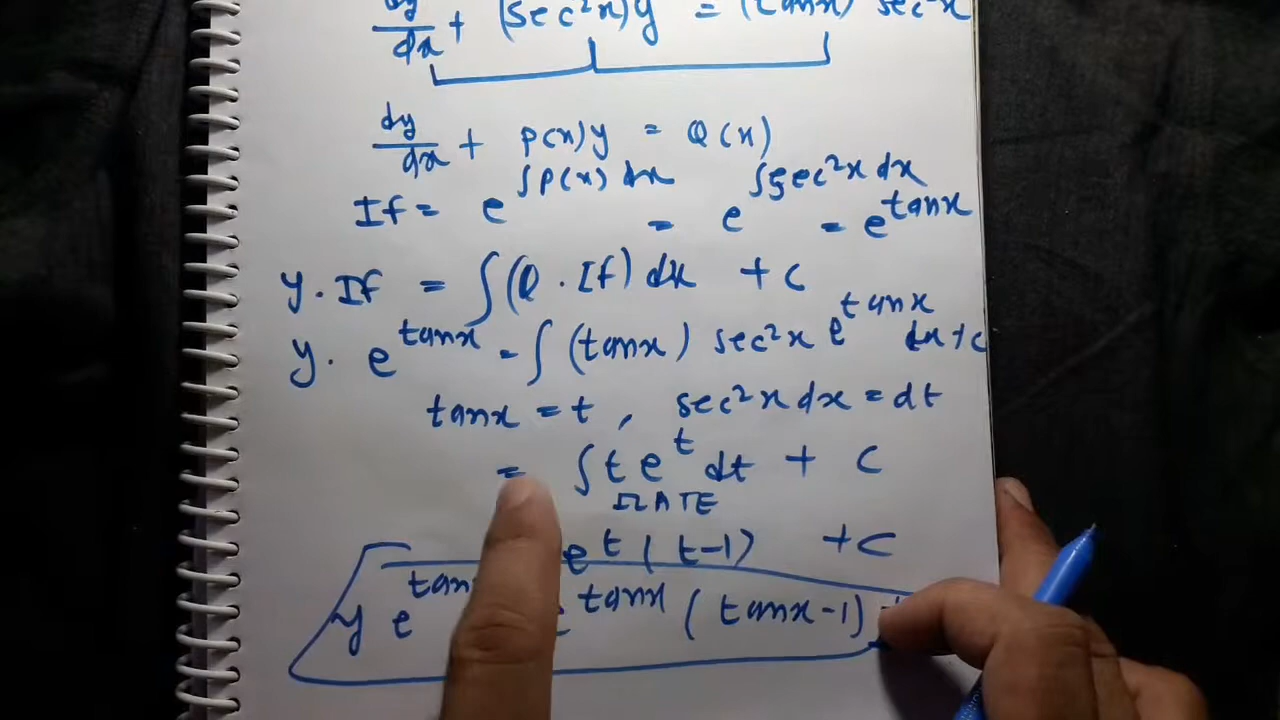 dy/dx + (sec²x)y = (tanx) sec²x
dy/dx + P(x)y = Q(x)
If = e^∫P(x)dx = e^∫sec²x dx = e^tanx
y . If = ∫(Q . If) dx + c
y . e^tanx = ∫(tanx) sec²x e^tanx dx + c
tanx = t , sec²x dx = dt
= ∫ t e^t dt + c
ILATE
e^t (t-1) + c
y e^tan e^tanx (tanx-1) +